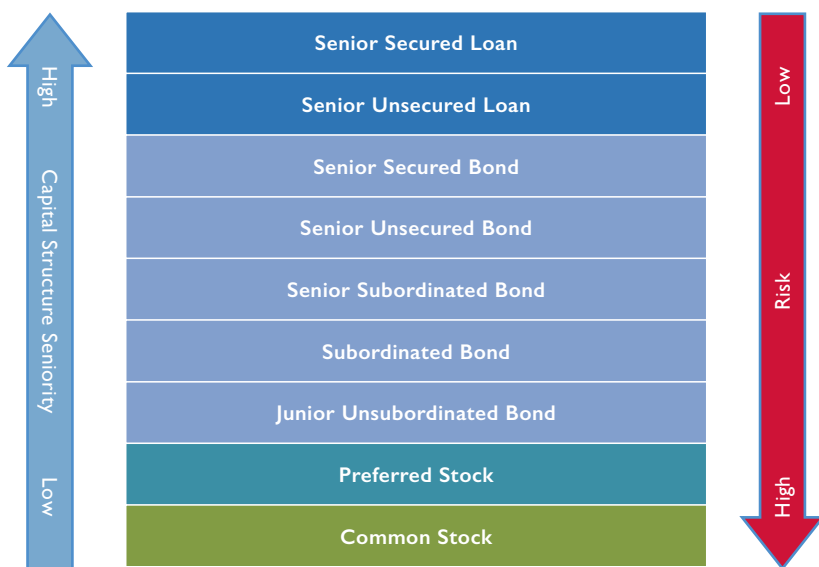 High
Capital Structure Seniority
Low
Senior Secured Loan
Senior Unsecured Loan
Senior Secured Bond
Senior Unsecured Bond
Senior Subordinated Bond
Subordinated Bond
Junior Unsubordinated Bond
Preferred Stock
Common Stock
Low
Risk
High